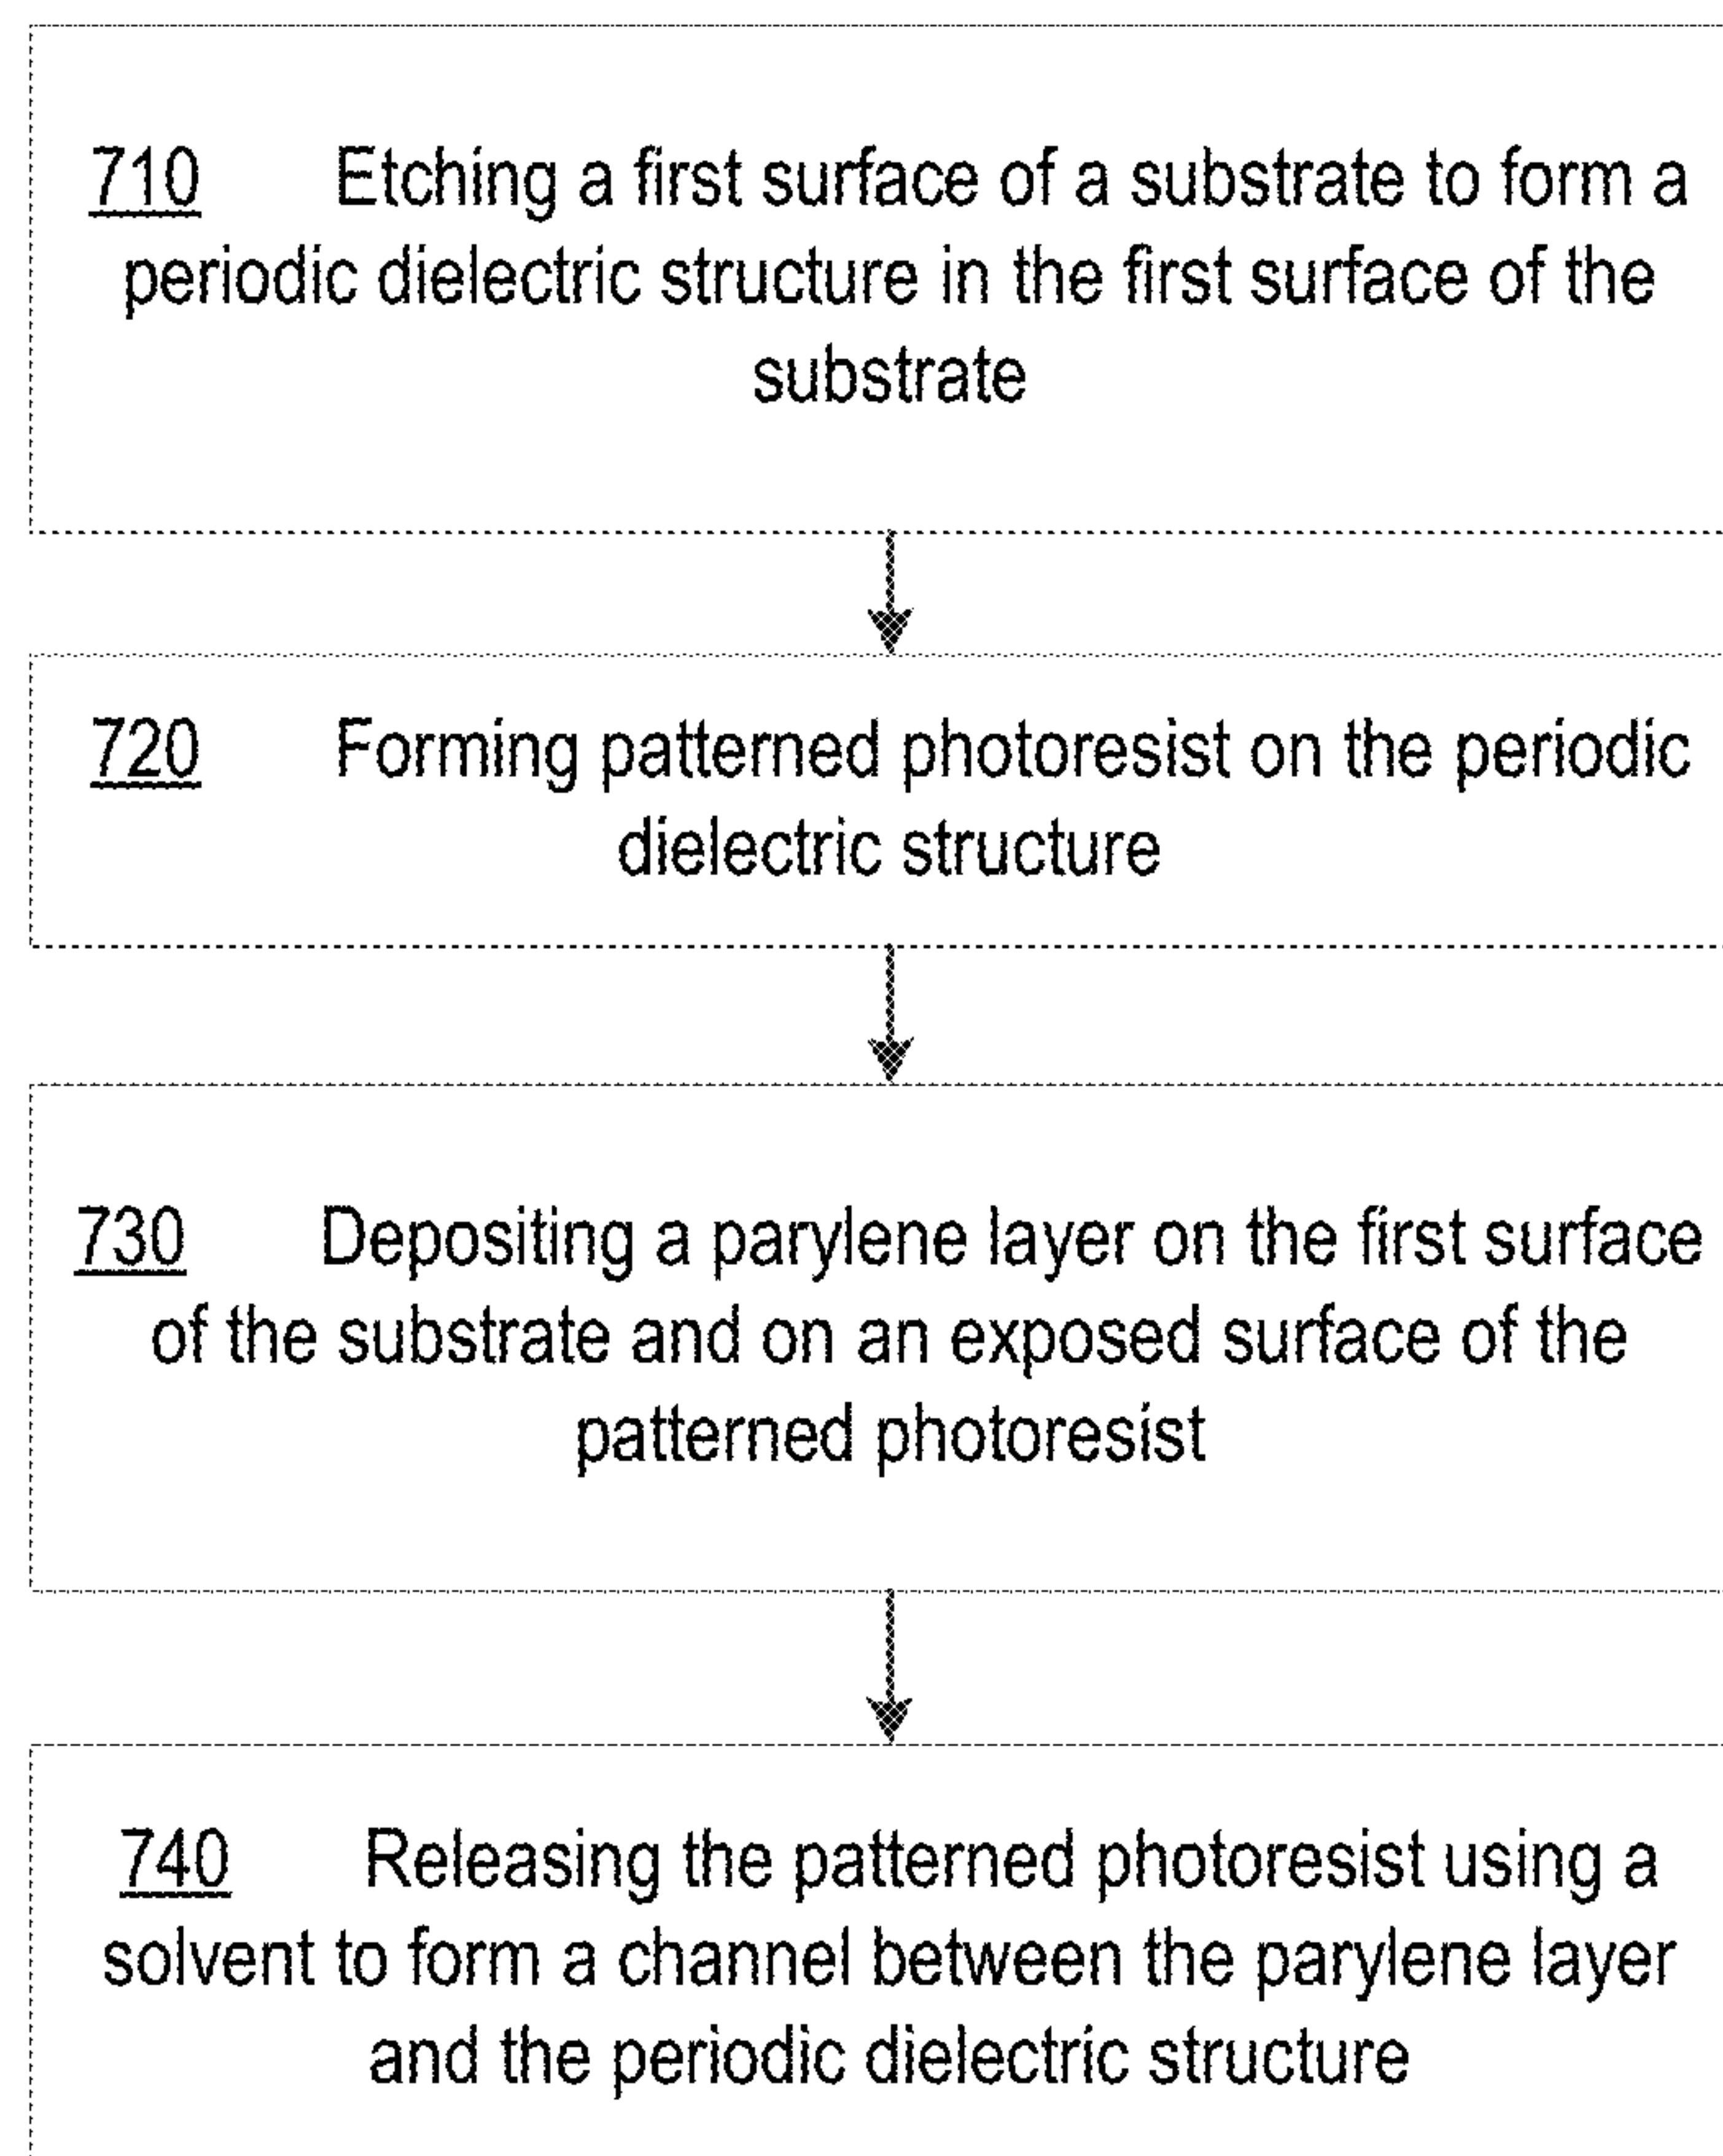 710 Etching a first surface of a substrate to form a
periodic dielectric structure in the first surface of the
substrate
720 Forming patterned photoresist on the periodic
dielectric structure
730 Depositing a parylene layer on the first surface
of the substrate and on an exposed surface of the
patterned photoresist
740 Releasing the patterned photoresist using a
solvent to form a channel between the parylene layer
and the periodic dielectric structure